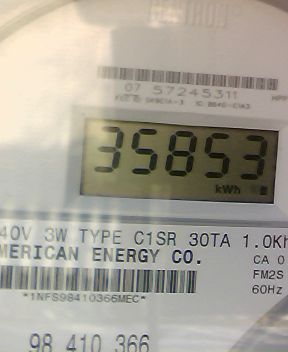 07 57245311
35853
kWh
40V 3W TYPE C1SR 30TA 1.0Kh
MERICAN ENERGY CO.
CA 0
FM2S
*1NFS98410366MEC*
60Hz
98 410 366